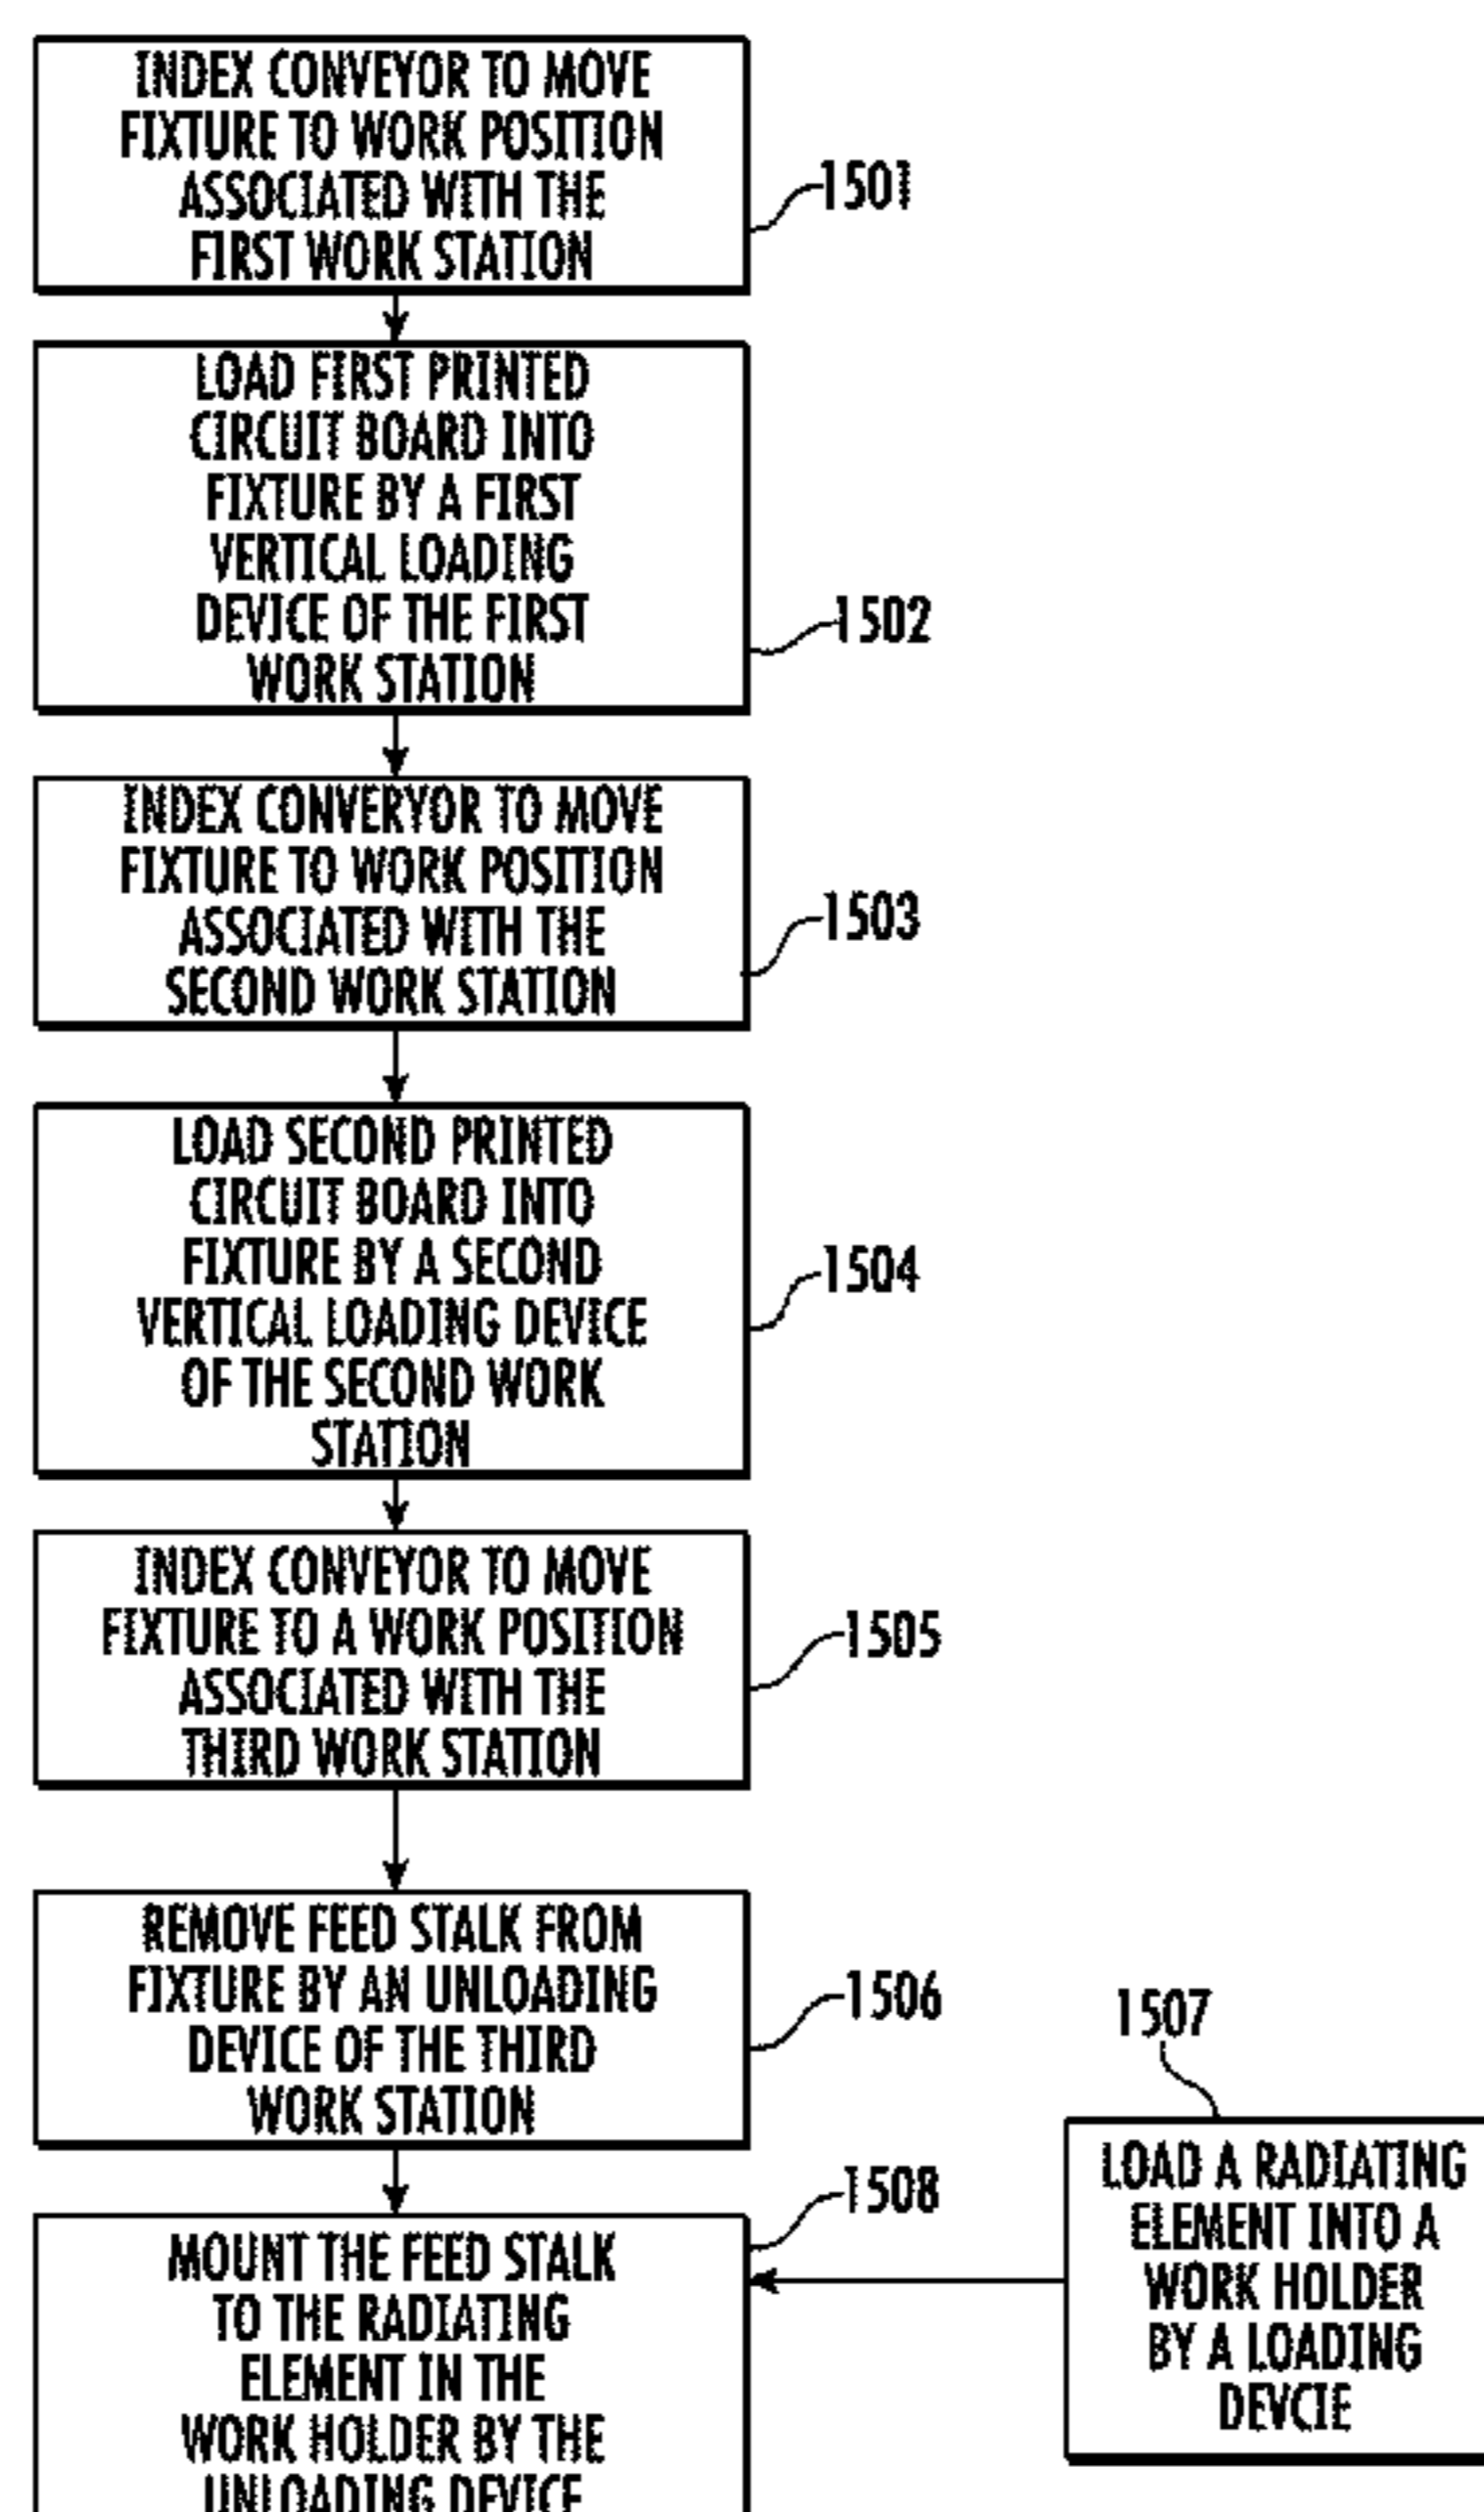 INDEX CONVEYOR TO MOVE
FIXTURE TO WORK POSITION
ASSOCIATED WITH THE
FIRST WORK STATION
1501
LOAD FIRST PRINTED
CIRCUIT BOARD INTO
FIXTURE BY A FIRST
VERTICAL LOADING
DEVICE OF THE FIRST
WORK STATION
1502
INDEX CONVERYOR TO MOVE
FIXTURE TO WORK POSITION
ASSOCIATED WITH THE
SECOND WORK STATION
1503
LOAD SECOND PRINTED
CIRCUIT BOARD INTO
FIXTURE BY A SECOND
VERTICAL LOADING DEVICE
OF THE SECOND WORK
STATION
1504
INDEX CONVEYOR TO MOVE
FIXTURE TO A WORK POSITION
ASSOCIATED WITH THE
THIRD WORK STATION
1505
REMOVE FEED STALK FROM
FIXTURE BY AN UNLOADING
DEVICE OF THE THIRD
WORK STATION
1506
1507
LOAD A RADIATING
ELEMENT INTO A
WORK HOLDER
BY A LOADING
DEVCIE
1508
MOUNT THE FEED STALK
TO THE RADIATING
ELEMENT IN THE
WORK HOLDER BY THE
UNLOADING DEVICE